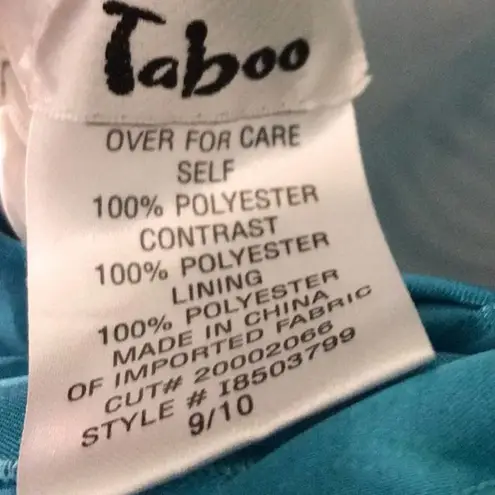 Taboo
OVER FOR CARE
SELF
100% POLYESTER
CONTRAST
100% POLYESTER
LINING
100% POLYESTER
MADE IN CHINA
OF IMPORTED FABRIC
CUT# 20002066
STYLE # I8503799
9/10